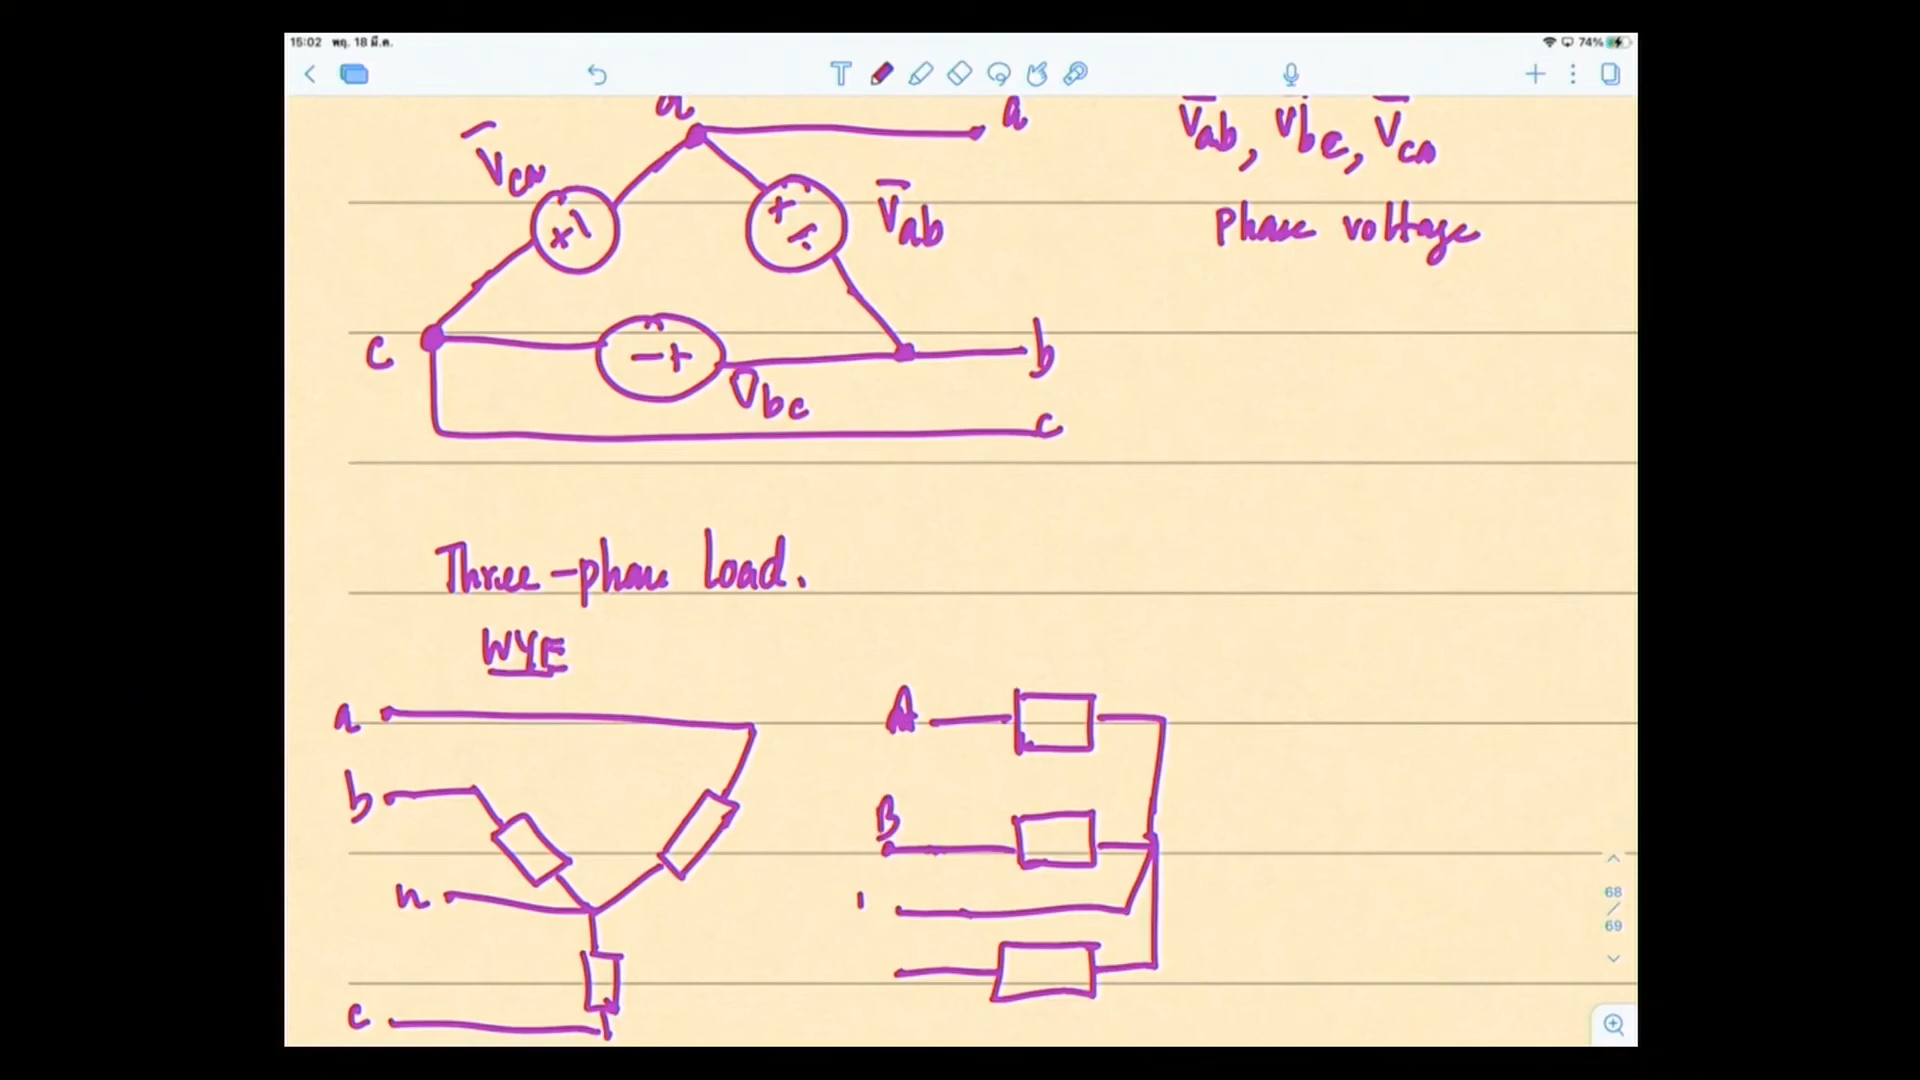 15:02 พฤ. 18 มี.ค. 74%
T
a a
V̅ca
+ -
+ -
V̅ab
V̅ab, V̅bc, V̅ca
Phase voltage
c
- +
b
V̅bc
c
Three-phase Load.
WYE
a
A
b
B
n
68
/
69
c